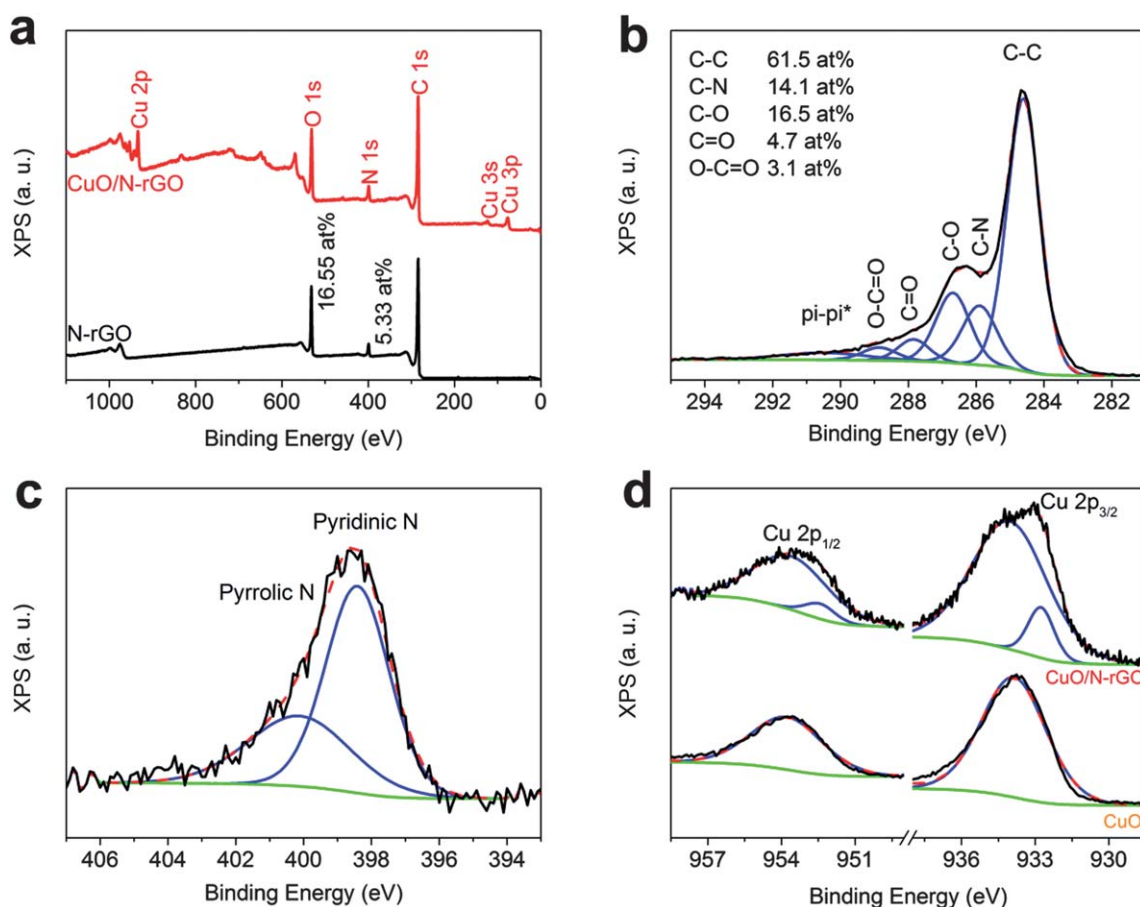 a
XPS (a. u.)
Cu 2p
O 1s
N 1s
C 1s
Cu 3s
Cu 3p
CuO/N-rGO
16.55 at%
5.33 at%
N-rGO
1000 800 600 400 200 0
Binding Energy (eV)
b
XPS (a. u.)
C-C 61.5 at%
C-N 14.1 at%
C-O 16.5 at%
C=O 4.7 at%
O-C=O 3.1 at%
C-C
pi-pi*
O-C=O
C=O
C-O
C-N
294 292 290 288 286 284 282
Binding Energy (eV)
c
XPS (a. u.)
Pyridinic N
Pyrrolic N
406 404 402 400 398 396 394
Binding Energy (eV)
d
XPS (a. u.)
Cu 2p1/2
Cu 2p3/2
CuO/N-rGO
CuO
957 954 951 936 933 930
Binding Energy (eV)